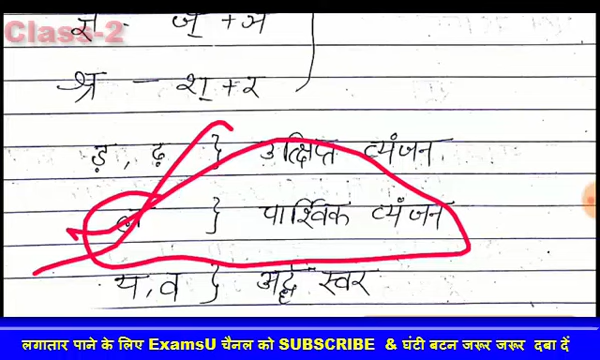 Class-2
ज्ञ - ज् + ञ
श्र - श् + र
ड़ , ढ़ } उत्क्षिप्त व्यंजन
ल } पार्श्विक व्यंजन
य, व } अर्द्ध स्वर
लगातार पाने के लिए ExamsU चैनल को SUBSCRIBE & घंटी बटन जरूर जरूर दबा दें